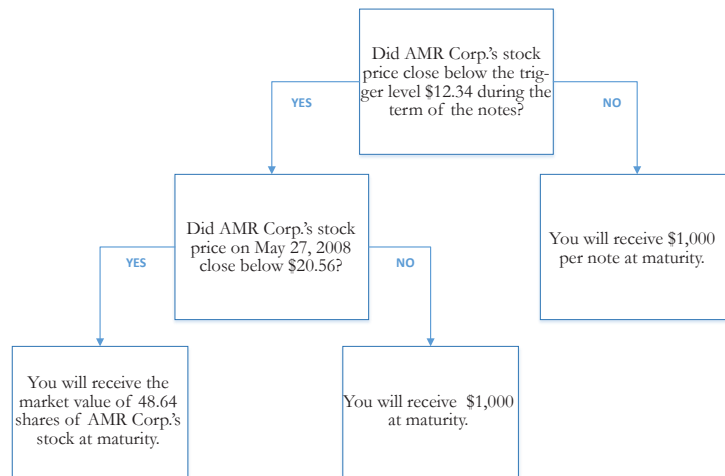 Did AMR Corp.'s stock
price close below the trig-
ger level $12.34 during the
term of the notes?
YES
NO
Did AMR Corp.'s stock
price on May 27, 2008
close below $20.56?
You will receive $1,000
per note at maturity.
YES
NO
You will receive the
market value of 48.64
shares of AMR Corp.'s
stock at maturity.
You will receive $1,000
at maturity.